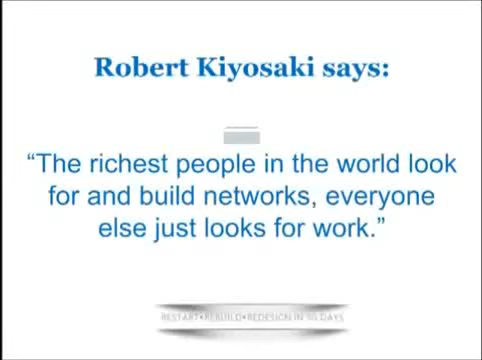 Robert Kiyosaki says:
“The richest people in the world look
for and build networks, everyone
else just looks for work.”
RESTART•REBUILD•REDESIGN IN 90 DAYS